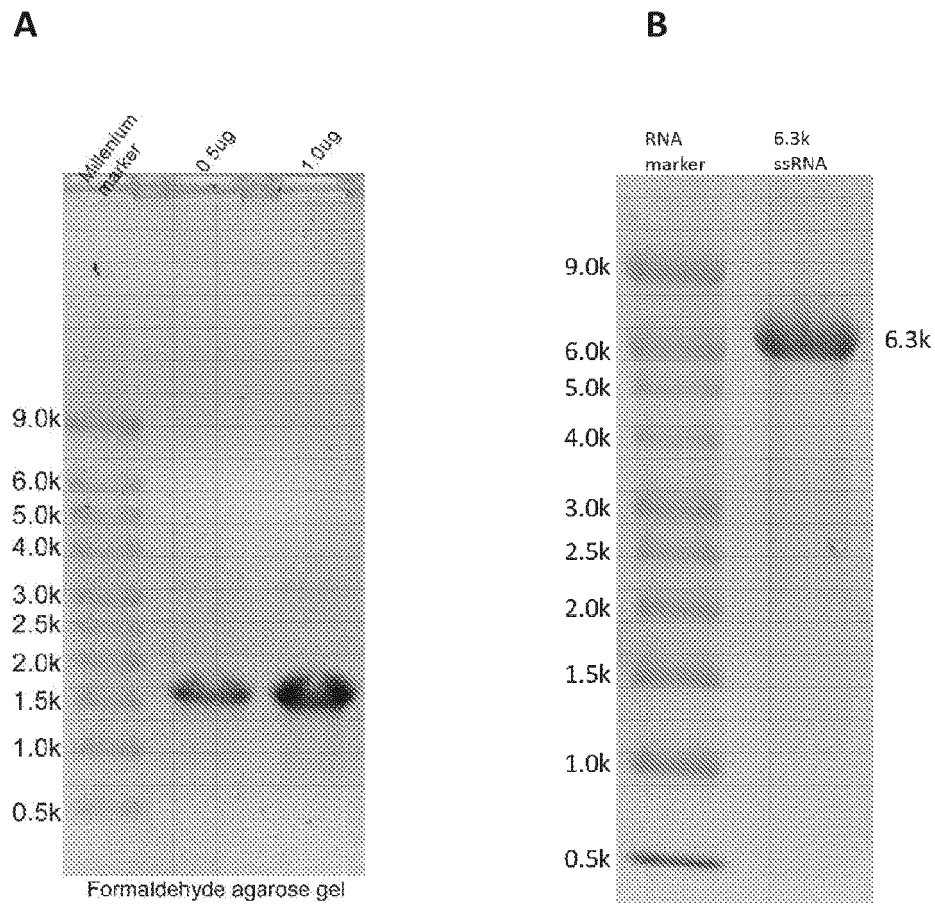 A
Millenium
marker
0.5ug
1.0ug
9.0k
6.0k
5.0k
4.0k
3.0k
2.5k
2.0k
1.5k
1.0k
0.5k
Formaldehyde agarose gel
B
RNA
marker
6.3k
ssRNA
9.0k
6.0k
5.0k
4.0k
3.0k
2.5k
2.0k
1.5k
1.0k
0.5k
6.3k